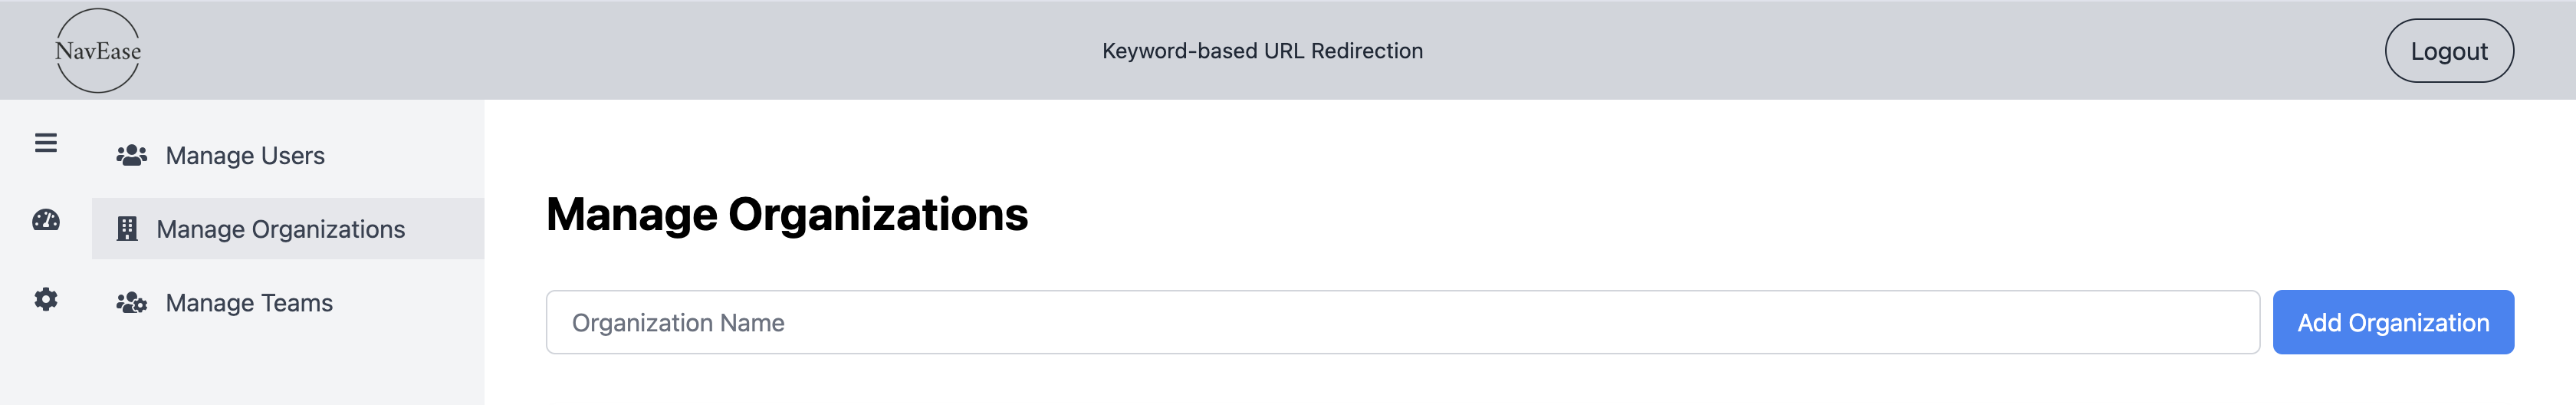 NavEase
Keyword-based URL Redirection
Logout
Manage Users
Manage Organizations
Manage Teams
Manage Organizations
Organization Name
Add Organization